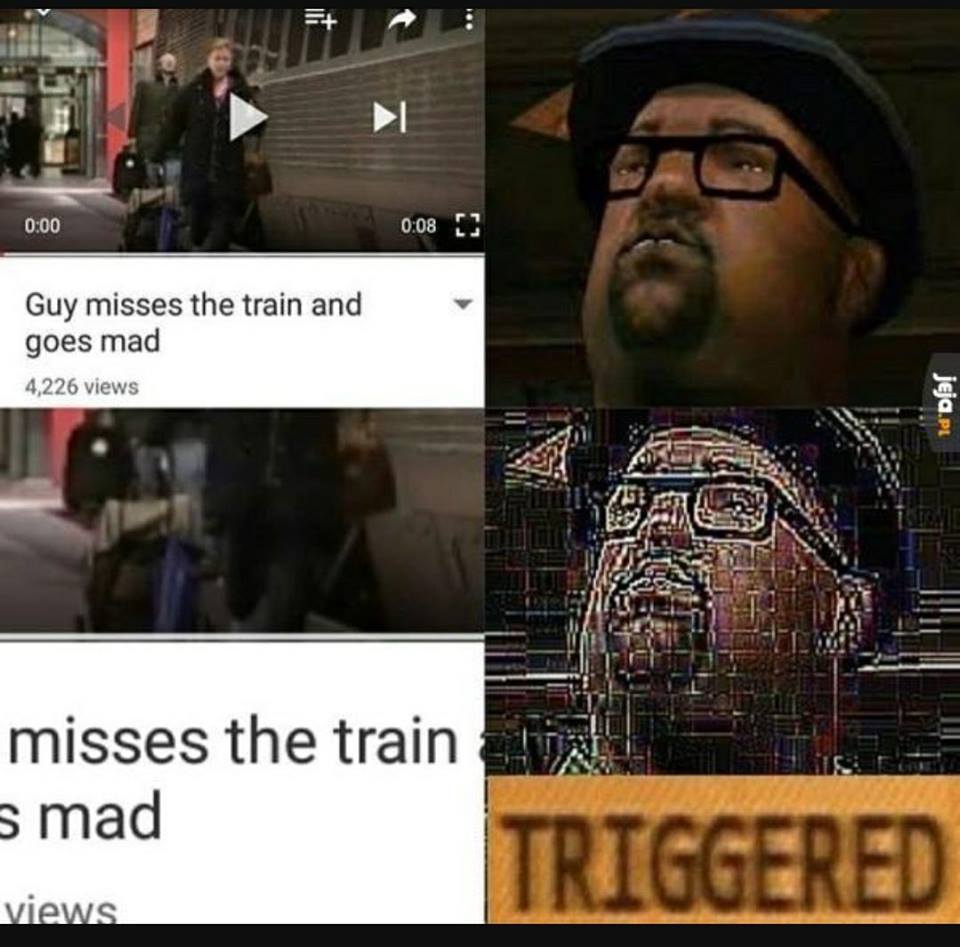 0:00
0:08
Guy misses the train and
goes mad
4,226 views
jeja.pl
misses the train
s mad
views
TRIGGERED